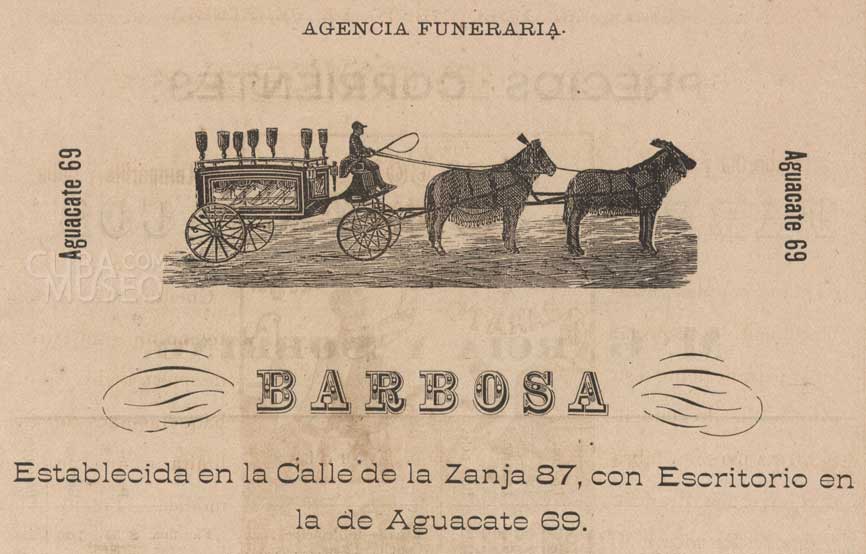 AGENCIA FUNERARIA.
Aguacate 69
Aguacate 69
CUBA.COM
MUSEO
BARBOSA
Establecida en la Calle de la Zanja 87, con Escritorio en
la de Aguacate 69.